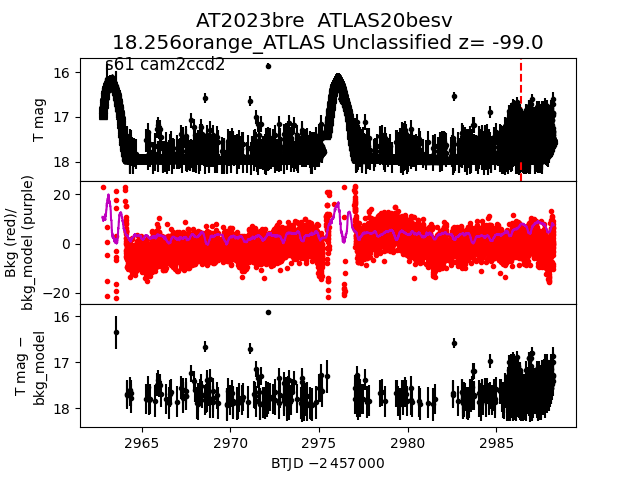 AT2023bre  ATLAS20besv
18.256orange_ATLAS Unclassified z= -99.0
s61 cam2ccd2
16
17
18
T mag
20
0
−20
Bkg (red)/
bkg_model (purple)
16
17
18
T mag −
bkg_model
2965 2970 2975 2980 2985
BTJD −2 457 000